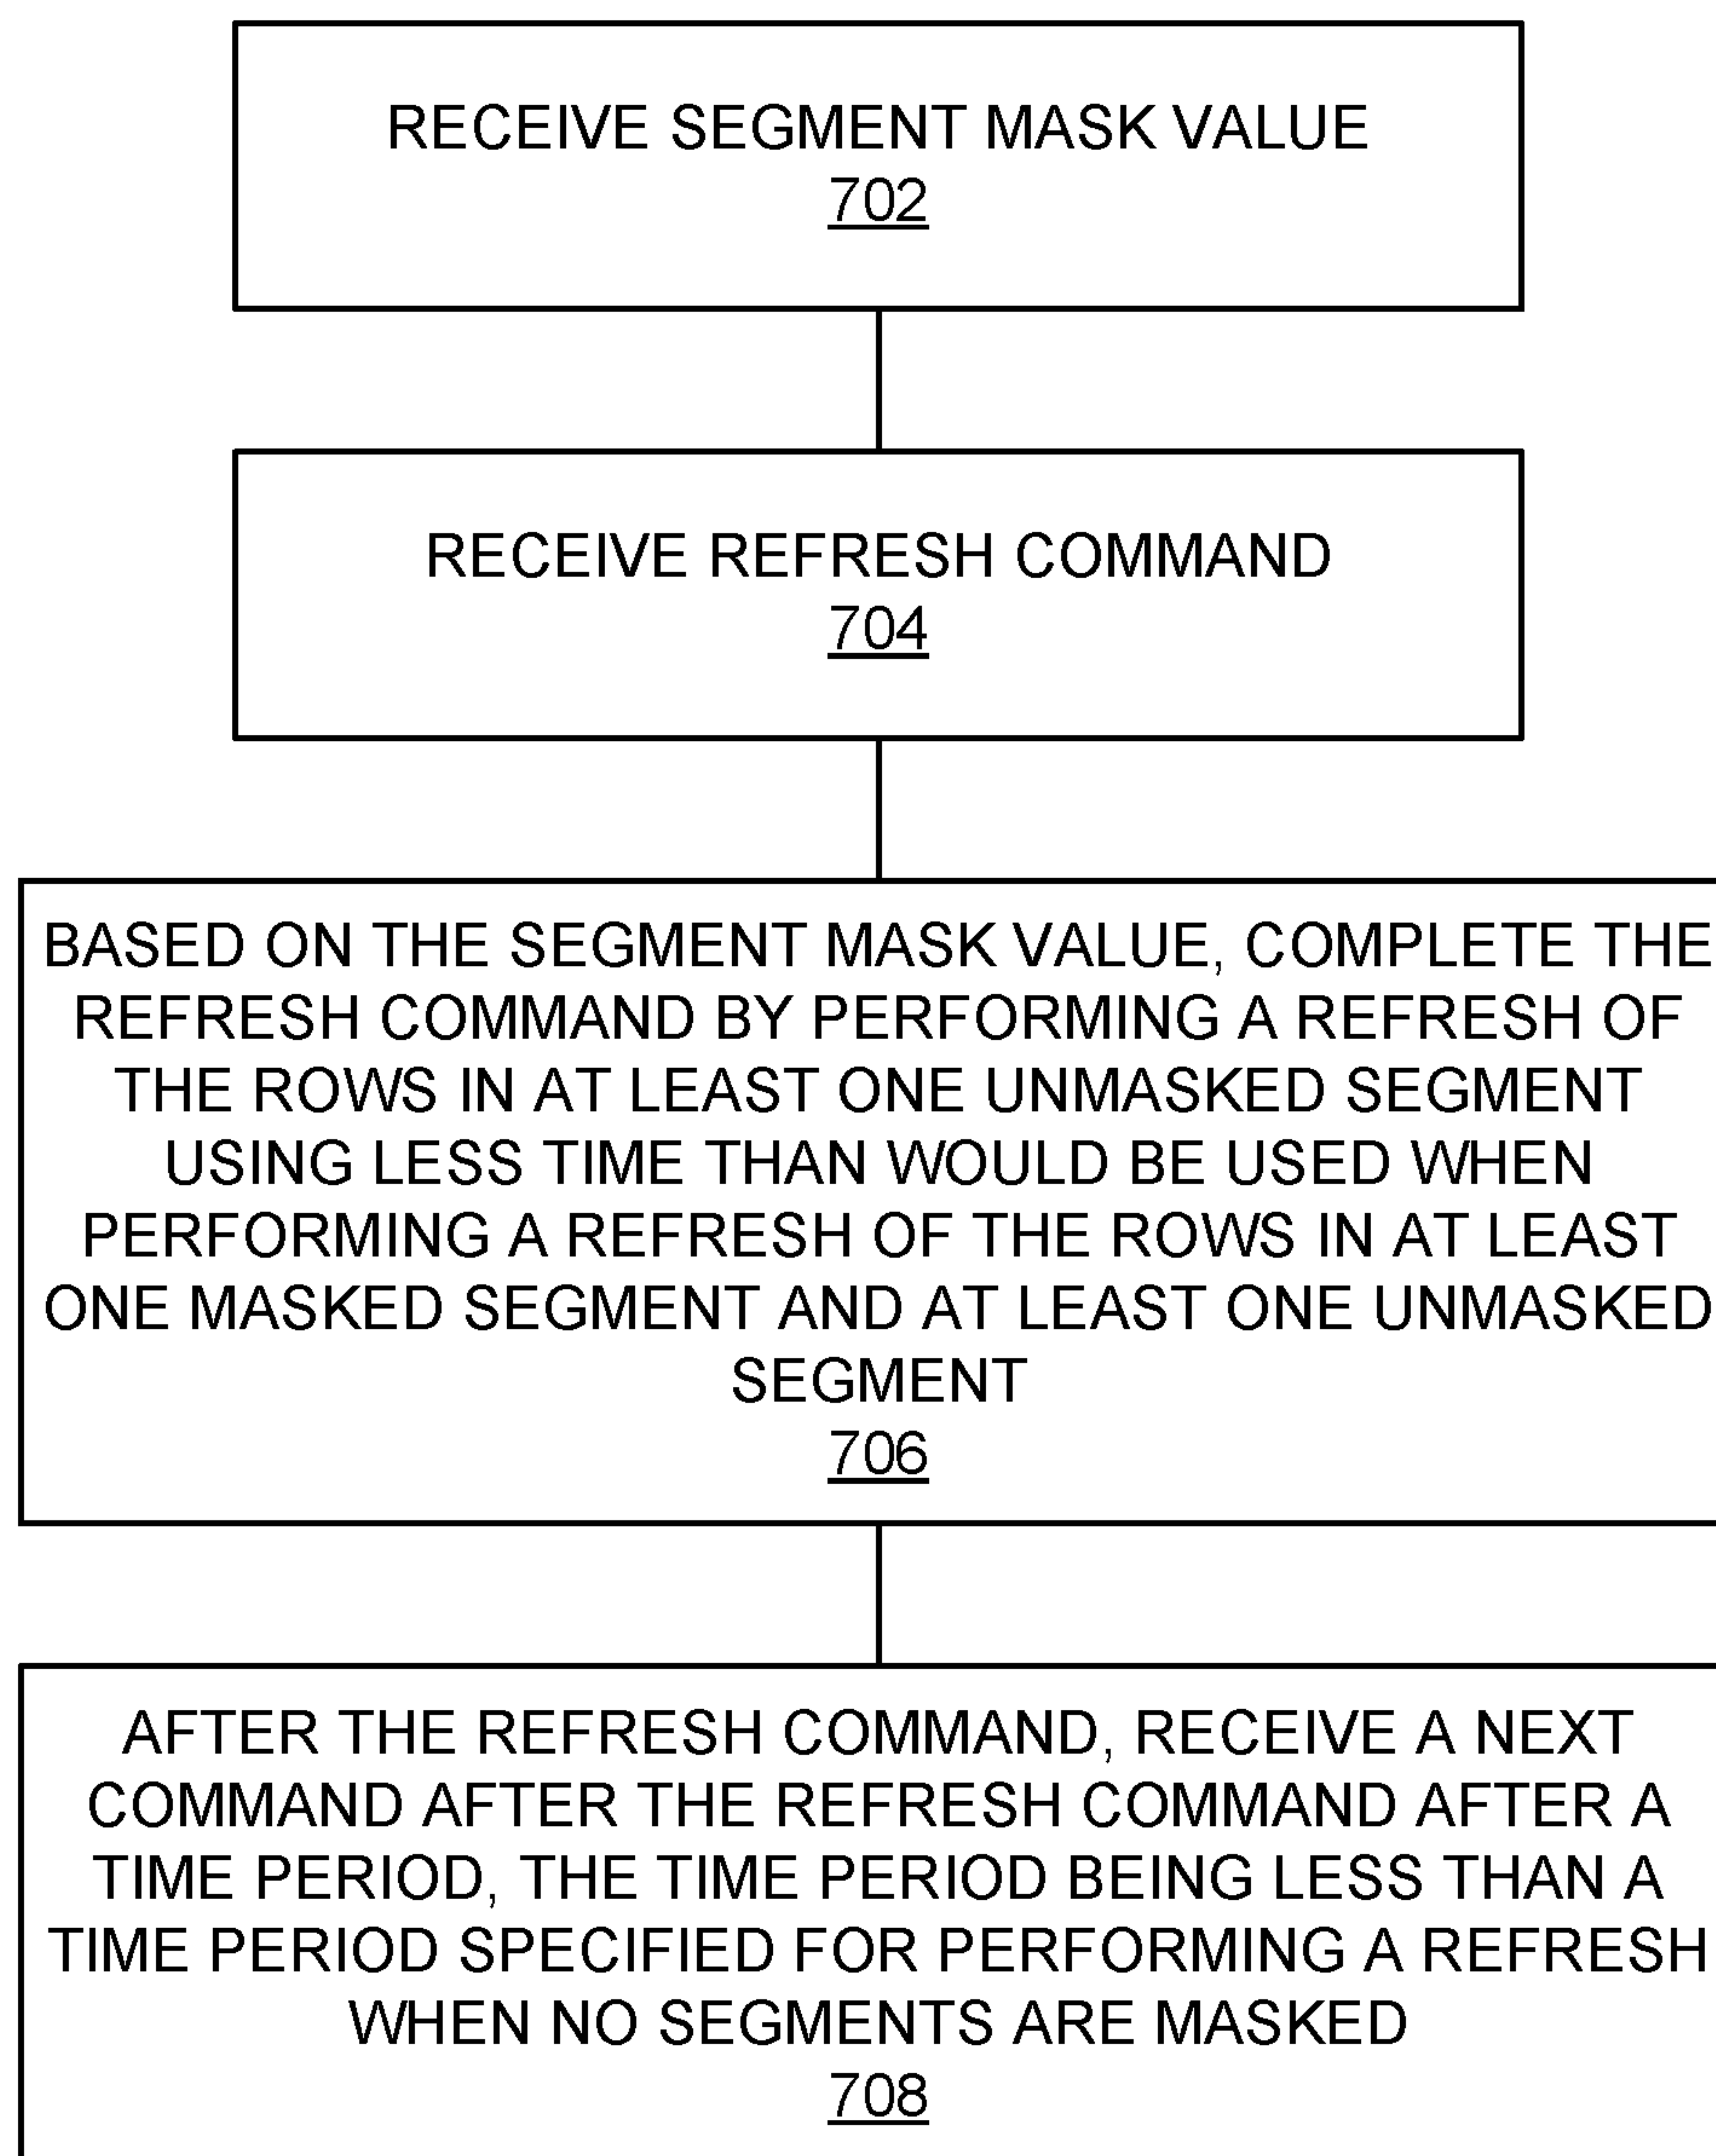 RECEIVE SEGMENT MASK VALUE
702
RECEIVE REFRESH COMMAND
704
BASED ON THE SEGMENT MASK VALUE, COMPLETE THE
REFRESH COMMAND BY PERFORMING A REFRESH OF
THE ROWS IN AT LEAST ONE UNMASKED SEGMENT
USING LESS TIME THAN WOULD BE USED WHEN
PERFORMING A REFRESH OF THE ROWS IN AT LEAST
ONE MASKED SEGMENT AND AT LEAST ONE UNMASKED
SEGMENT
706
AFTER THE REFRESH COMMAND, RECEIVE A NEXT
COMMAND AFTER THE REFRESH COMMAND AFTER A
TIME PERIOD, THE TIME PERIOD BEING LESS THAN A
TIME PERIOD SPECIFIED FOR PERFORMING A REFRESH
WHEN NO SEGMENTS ARE MASKED
708